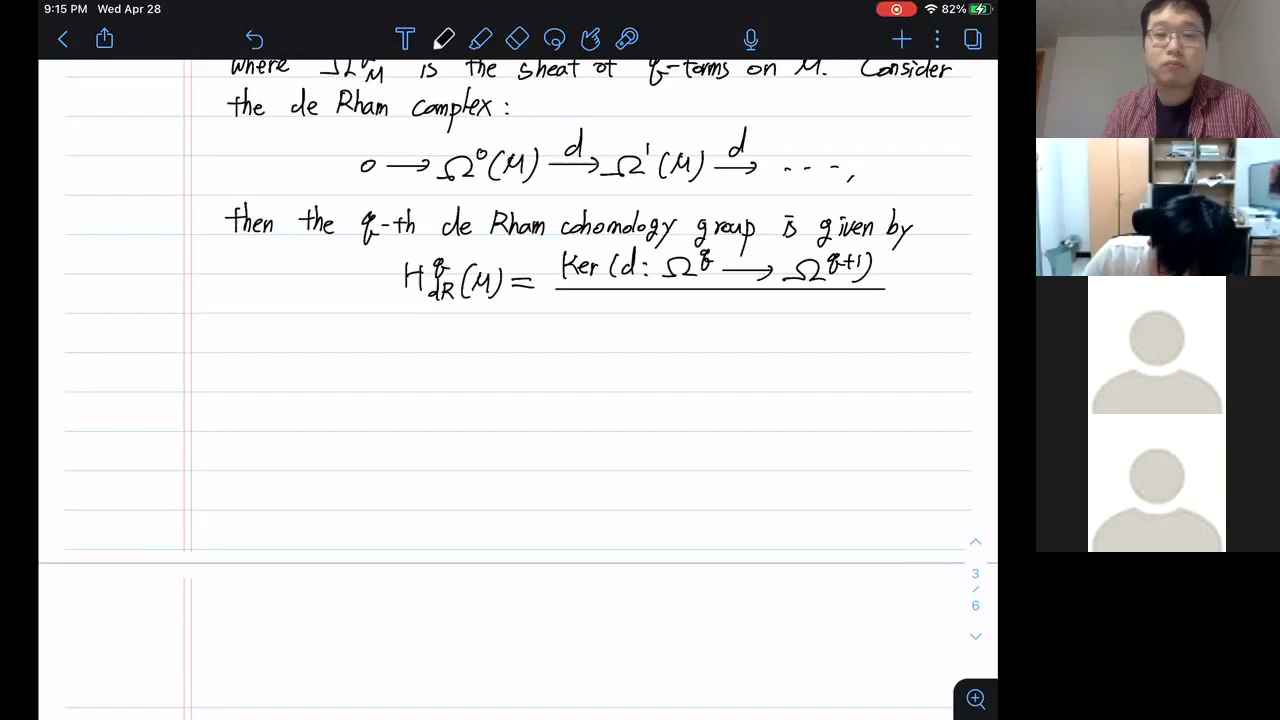 9:15 PM Wed Apr 28
82%
where Ω^q_M is the sheaf of q-forms on M. Consider
the de Rham complex:
0 → Ω^0(M) →^d Ω^1(M) →^d ⋯,
then the q-th de Rham cohomology group is given by
H^q_dR(M) = Ker(d: Ω^q → Ω^{q+1})
3
/
6